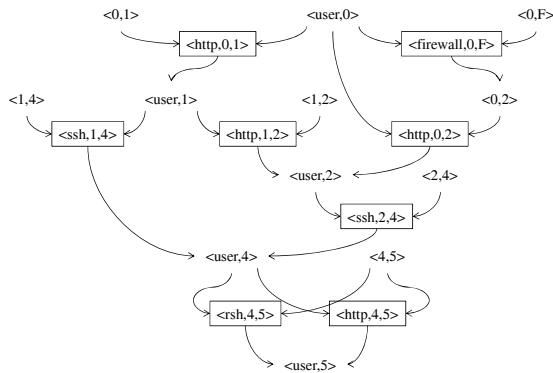 <0,1>
<user,0>
<0,F>
<http,0,1>
<firewall,0,F>
<1,4>
<user,1>
<1,2>
<0,2>
<ssh,1,4>
<http,1,2>
<http,0,2>
<user,2>
<2,4>
<ssh,2,4>
<user,4>
<4,5>
<rsh,4,5>
<http,4,5>
<user,5>